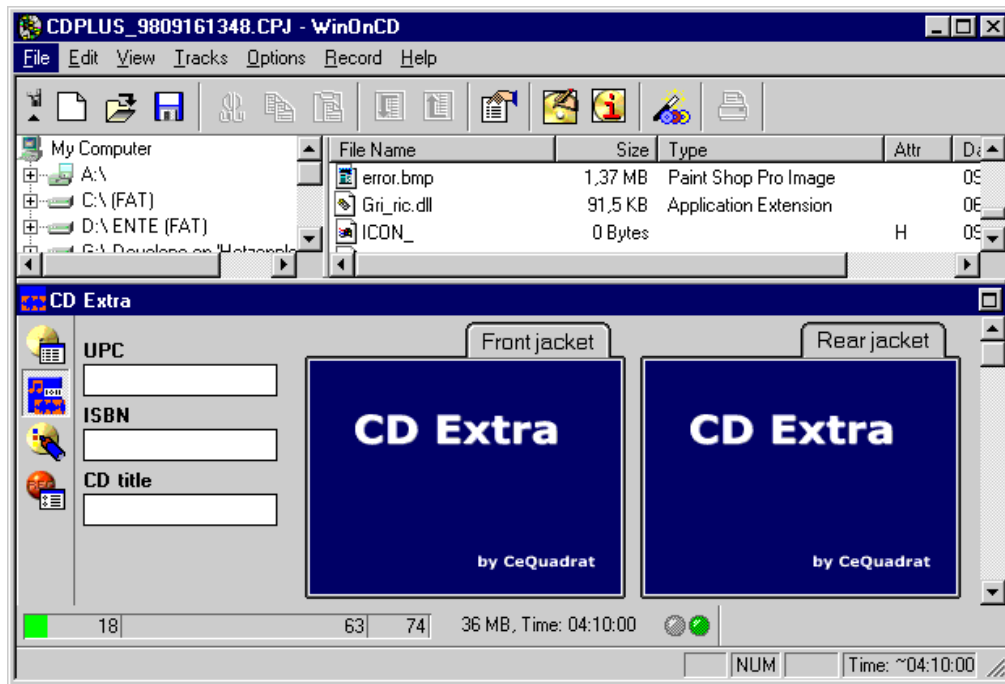 CDPLUS_9809161348.CPJ - WinOnCD
File Edit View Tracks Options Record Help
My Computer
A:\
C:\ (FAT)
D:\ ENTE (FAT)
File Name Size Type Attr
error.bmp 1,37 MB Paint Shop Pro Image 09
Gri_ric.dll 91,5 KB Application Extension 06
ICON_ 0 Bytes H 09
CD Extra
UPC
ISBN
CD title
Front jacket
CD Extra
by CeQuadrat
Rear jacket
CD Extra
by CeQuadrat
18 63 74 36 MB, Time: 04:10:00
NUM Time: ~04:10:00